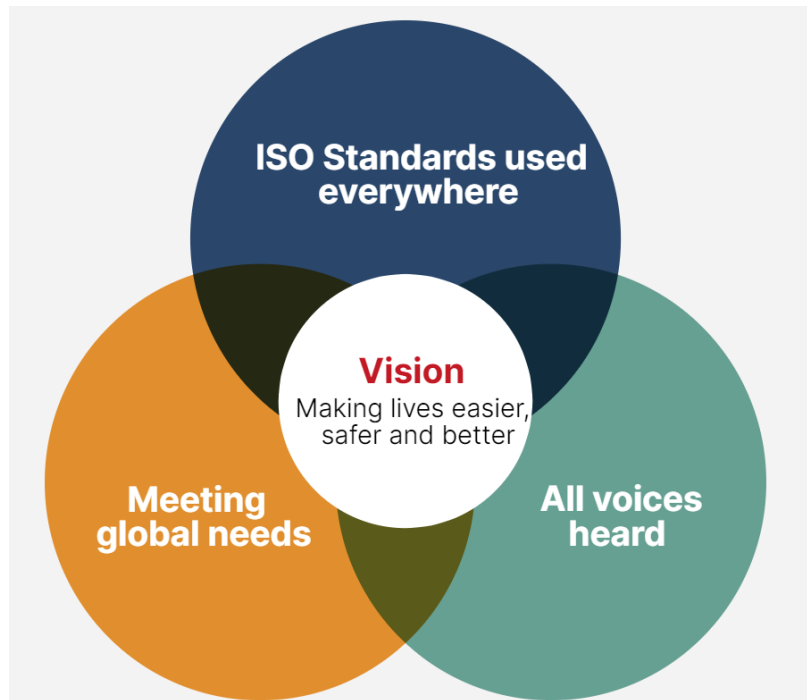 ISO Standards used
everywhere
Vision
Making lives easier,
safer and better
Meeting
global needs
All voices
heard